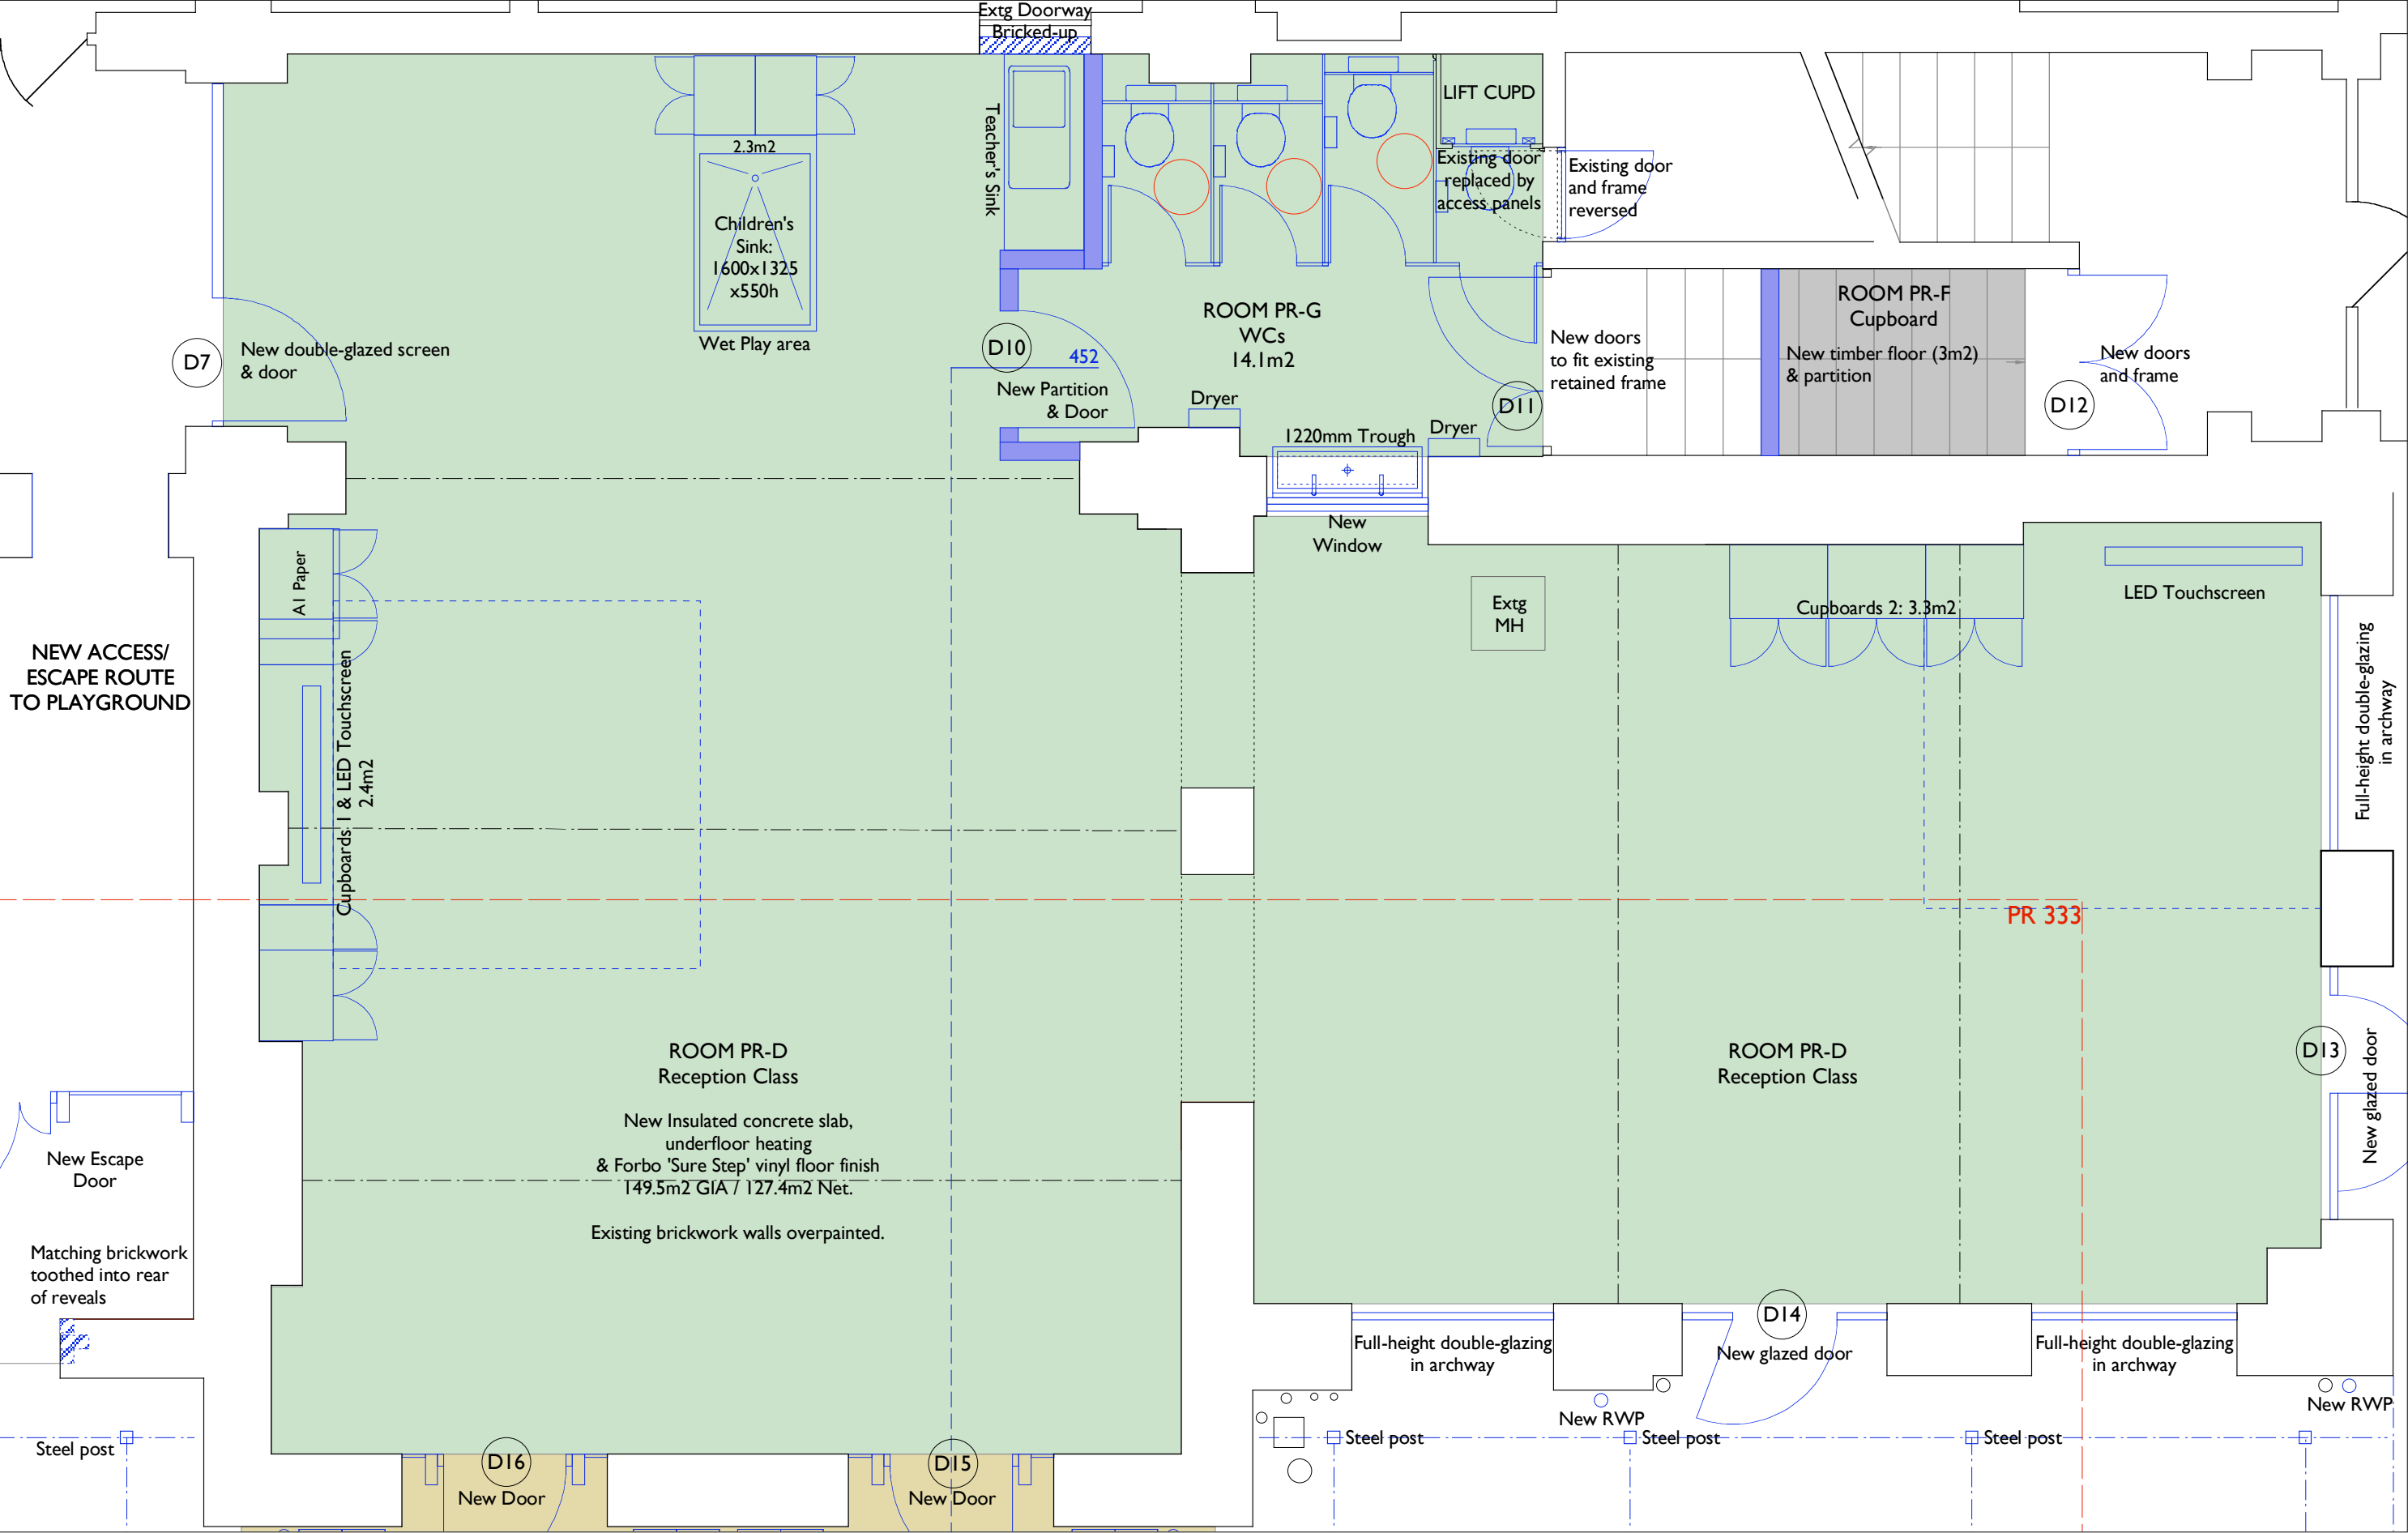 Extg Doorway
Bricked-up
Teacher's Sink
LIFT CUPD
2.3m2
Children's
Sink:
1600x1325
x550h
Wet Play area
Existing door
replaced by
access panels
Existing door
and frame
reversed
D7
New double-glazed screen
& door
D10
452
New Partition
& Door
ROOM PR-G
WCs
14.1m2
Dryer
1220mm Trough
Dryer
D11
New doors
to fit existing
retained frame
ROOM PR-F
Cupboard
New timber floor (3m2)
& partition
D12
New doors
and frame
New
Window
A1 Paper
Cupboards 1 & LED Touchscreen
2.4m2
Extg
MH
Cupboards 2: 3.3m2
LED Touchscreen
Full-height double-glazing
in archway
NEW ACCESS/
ESCAPE ROUTE
TO PLAYGROUND
PR 333
ROOM PR-D
Reception Class
New Insulated concrete slab,
underfloor heating
& Forbo 'Sure Step' vinyl floor finish
149.5m2 GIA / 127.4m2 Net.
Existing brickwork walls overpainted.
ROOM PR-D
Reception Class
D13
New glazed door
New Escape
Door
Matching brickwork
toothed into rear
of reveals
Full-height double-glazing
in archway
D14
New glazed door
Full-height double-glazing
in archway
New RWP
New RWP
Steel post
Steel post
Steel post
Steel post
D16
New Door
D15
New Door